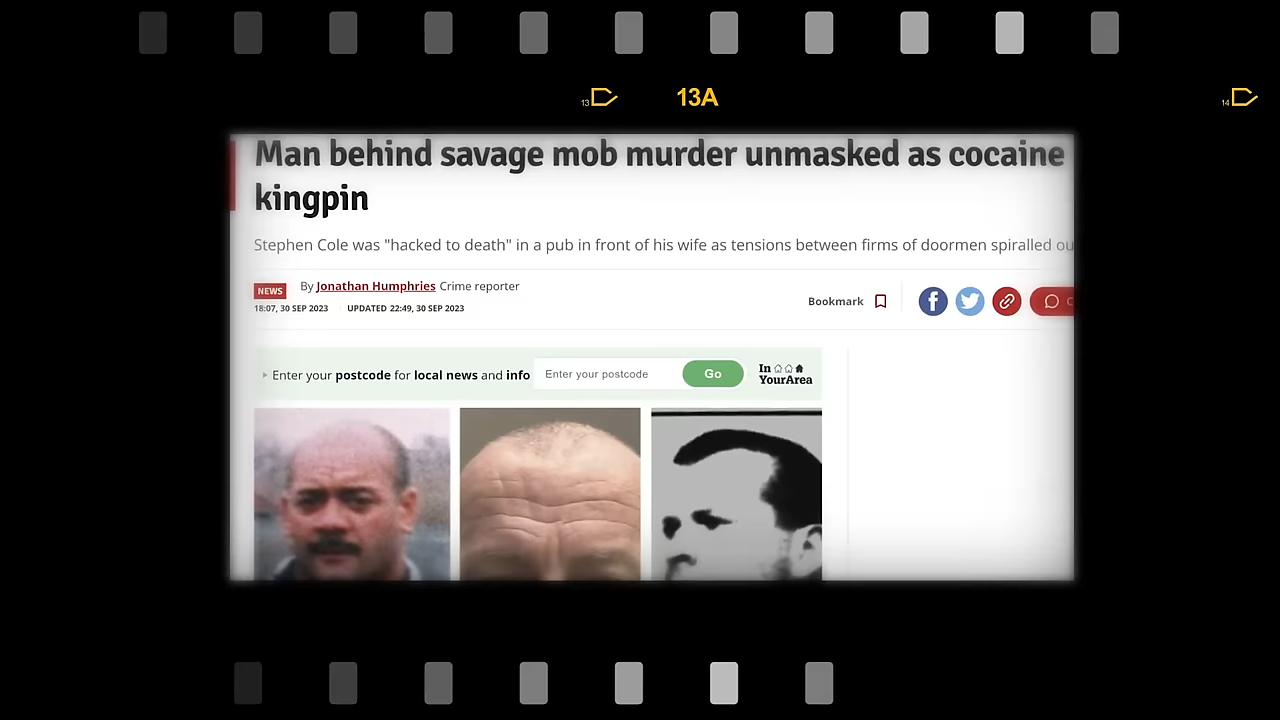 13
13A
14
Man behind savage mob murder unmasked as cocaine
kingpin
Stephen Cole was "hacked to death" in a pub in front of his wife as tensions between firms of doormen spiralled ou
NEWS
By Jonathan Humphries Crime reporter
18:07, 30 SEP 2023
UPDATED 22:49, 30 SEP 2023
Bookmark
Enter your postcode for local news and info
Enter your postcode
Go
In
YourArea